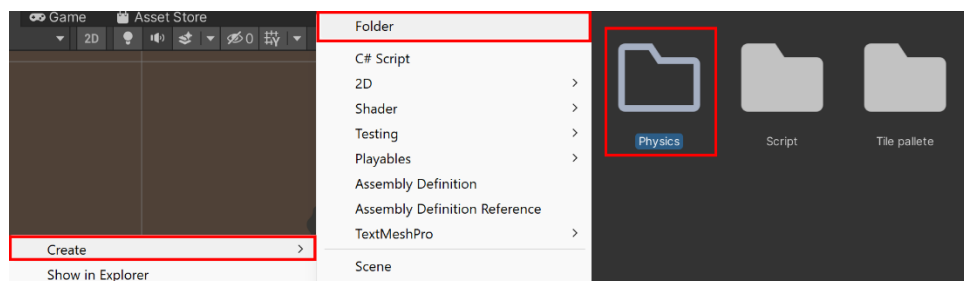 Game Asset Store
2D 0
Create >
Show in Explorer
Folder
C# Script
2D >
Shader >
Testing >
Playables >
Assembly Definition
Assembly Definition Reference
TextMeshPro >
Scene
Physics Script Tile pallete